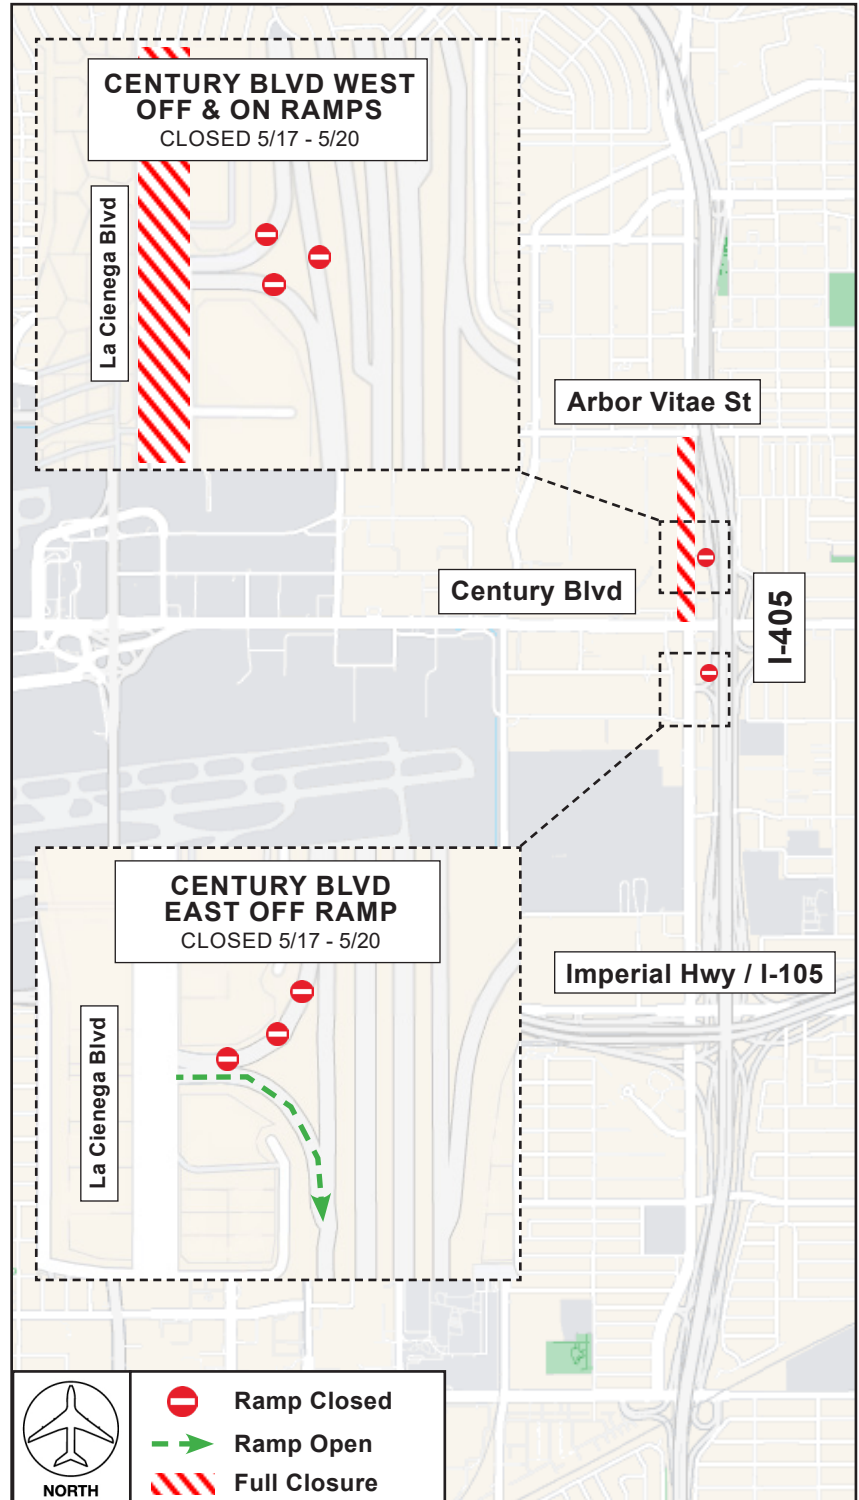 CENTURY BLVD WEST
OFF & ON RAMPS
CLOSED 5/17 - 5/20
La Cienega Blvd
Arbor Vitae St
Century Blvd
I-405
CENTURY BLVD
EAST OFF RAMP
CLOSED 5/17 - 5/20
La Cienega Blvd
Imperial Hwy / I-105
NORTH
Ramp Closed
Ramp Open
Full Closure